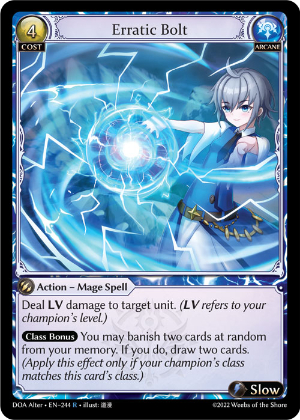 4
COST
Erratic Bolt
ARCANE
Action – Mage Spell
Deal LV damage to target unit. (LV refers to
your champion's level.)
Class Bonus You may banish two cards at
random from your memory. If you do, draw two cards.
(Apply this effect only if your champion's class
matches this card's class.)
Slow
DOA Alter • EN–244 R • illust: 道漫
©2022 Weebs of the Shore